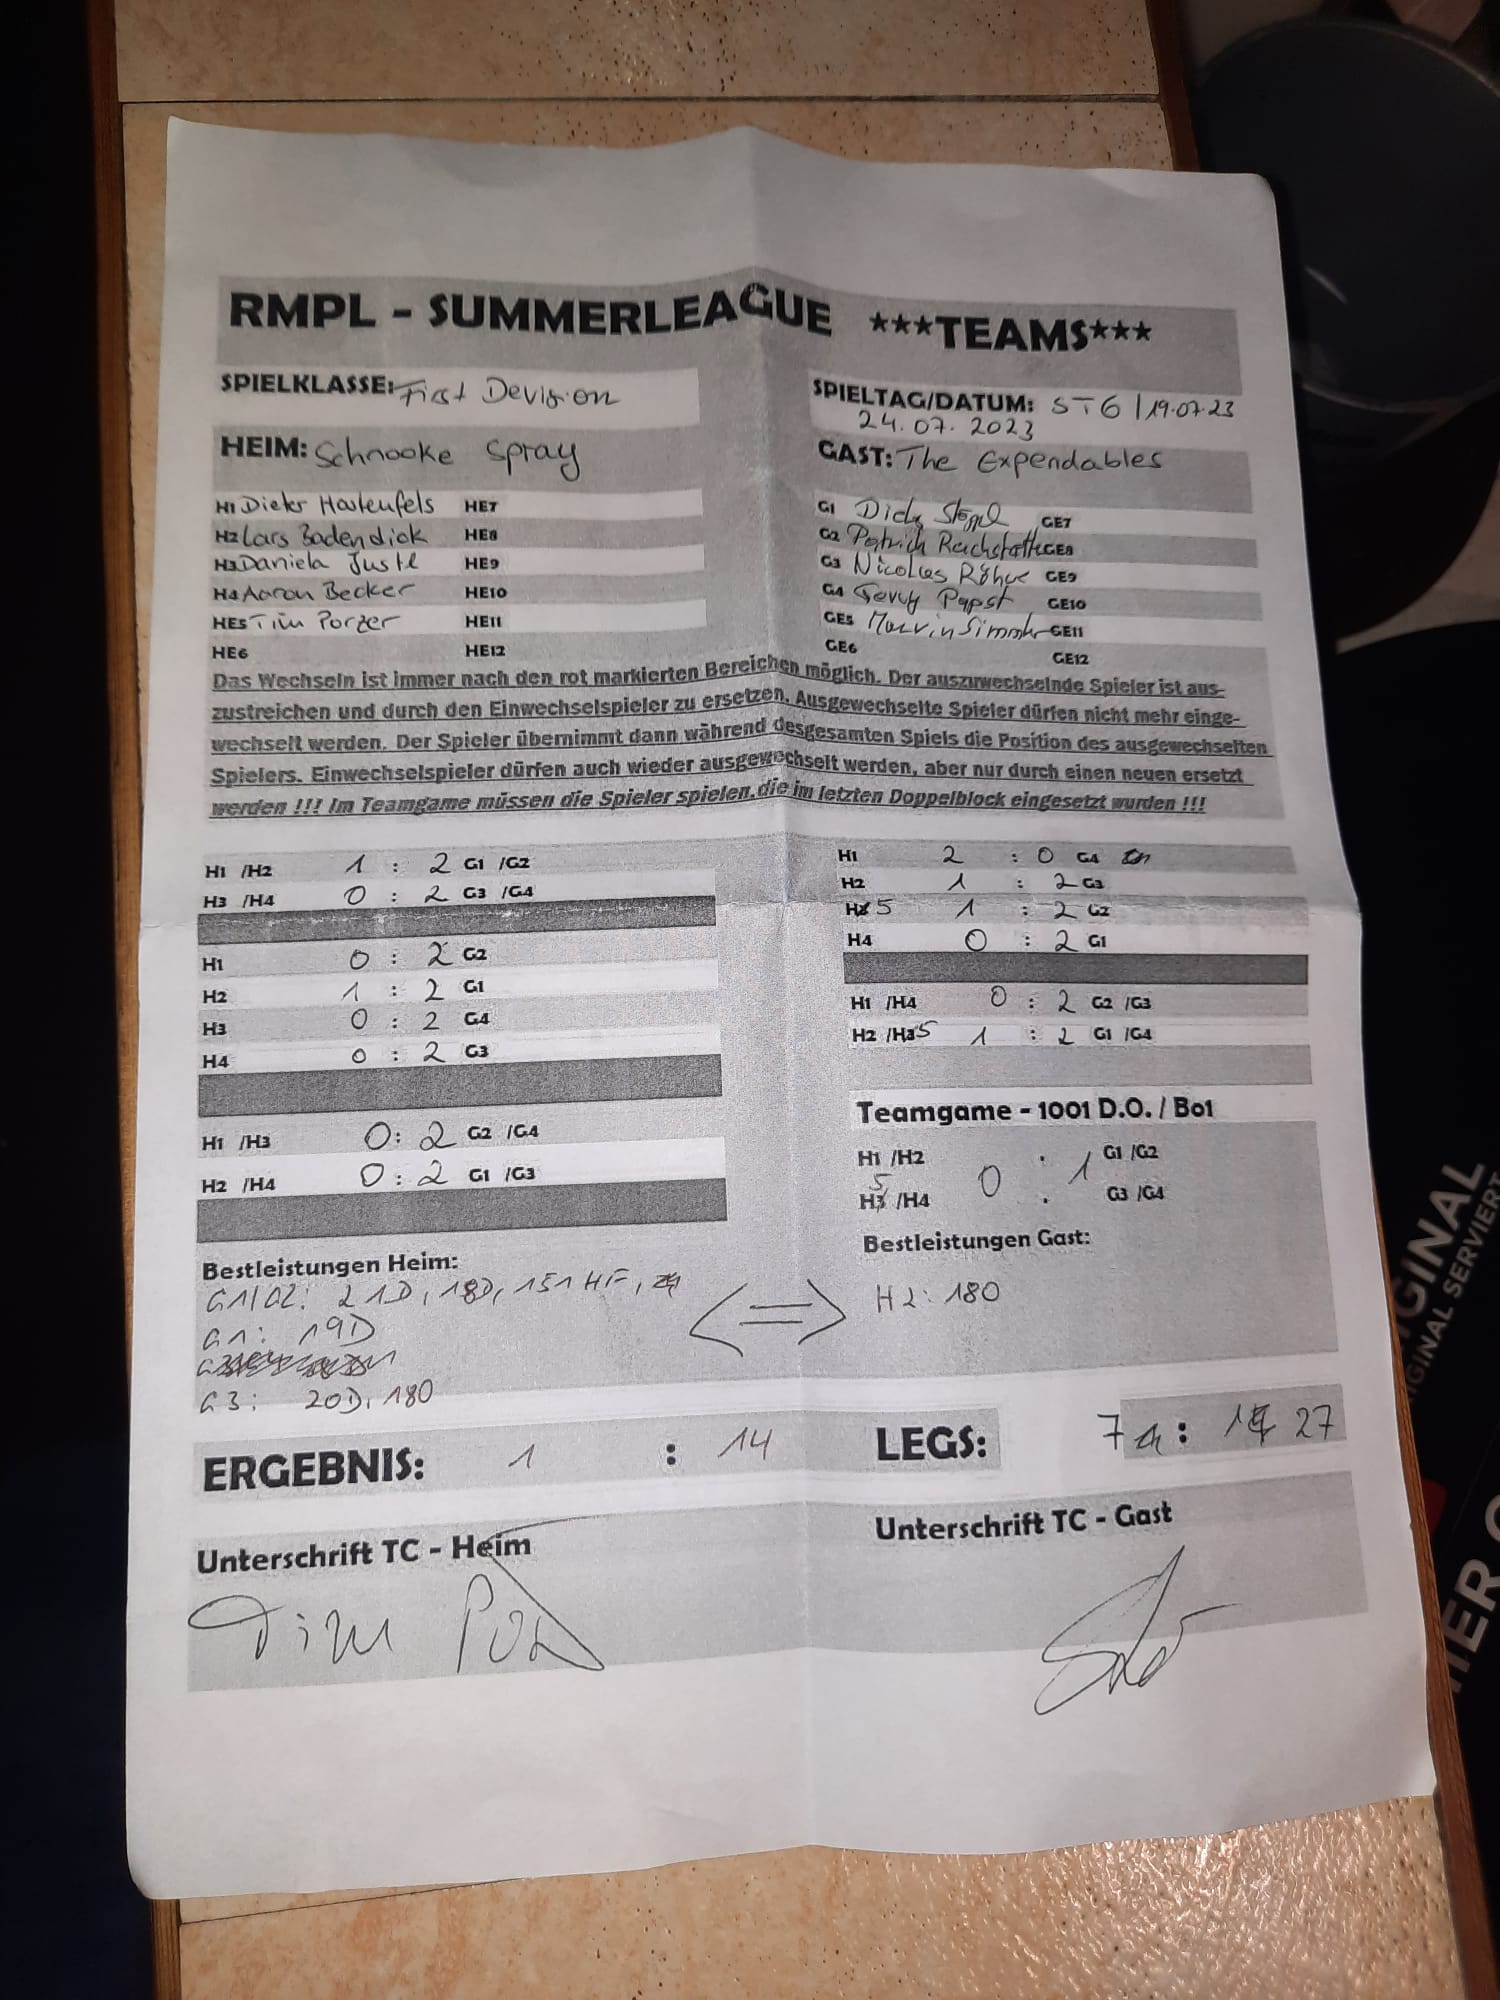 RMPL - SUMMERLEAGUE ***TEAMS***
SPIELKLASSE: First Devision
SPIELTAG/DATUM: ST6 | 19.07.23
24.07.2023
HEIM: Schnooke Spray
GAST: The Expendables
H1 Dieter Hasenfels HE7
H2 Lars Badendick HE8
H3 Daniela Juste HE9
H4 Aaron Becker HE10
HE5 Tim Porzer HE11
HE6 HE12
G1 Dick GE7
G2 Patrick GE8
G3 Nicolas GE9
G4 Papst GE10
GE5 Marvin Simmer GE11
GE6 GE12
Das Wechseln ist immer nach den rot markierten Bereichen möglich. Der auszuwechselnde Spieler ist aus-
zustreichen und durch den Einwechselspieler zu ersetzen. Ausgewechselte Spieler dürfen nicht mehr einge-
wechselt werden. Der Spieler übernimmt dann während desgesamten Spiels die Position des ausgewechselten
Spielers. Einwechselspieler dürfen auch wieder ausgewechselt werden, aber nur durch einen neuen ersetzt
werden !!! Im Teamgame müssen die Spieler spielen, die im letzten Doppelblock eingesetzt wurden !!!
H1 /H2 1 : 2 G1 /G2
H3 /H4 0 : 2 G3 /G4
H1 0 : 2 G2
H2 1 : 2 G1
H3 0 : 2 G4
H4 0 : 2 G3
H1 /H3 0 : 2 G2 /G4
H2 /H4 0 : 2 G1 /G3
H1 2 : 0 G4
H2 1 : 2 G3
H5 1 : 2 G2
H4 0 : 2 G1
H1 /H4 0 : 2 G2 /G3
H2 /H5 1 : 2 G1 /G4
Teamgame - 1001 D.O. / Bo1
H1 /H2 G1 /G2
5 0 : 1
H3 /H4 G3 /G4
Bestleistungen Heim:
G1/G2: 21D, 18D, 151 HF,
G1: 19D
G3: 20D, 180
<=>
Bestleistungen Gast:
H2: 180
ERGEBNIS: 1 : 14
LEGS: 7 : 27
Unterschrift TC - Heim
Tim
Unterschrift TC - Gast
ORIGINAL
ORIGINAL SERVIERT